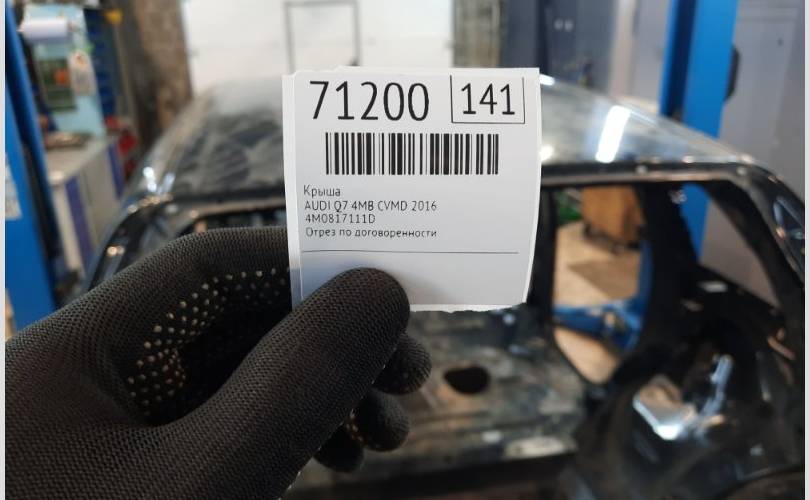 71200 141
Крыша
AUDI Q7 4MB CVMD 2016
4M0817111D
Отрез по договоренности